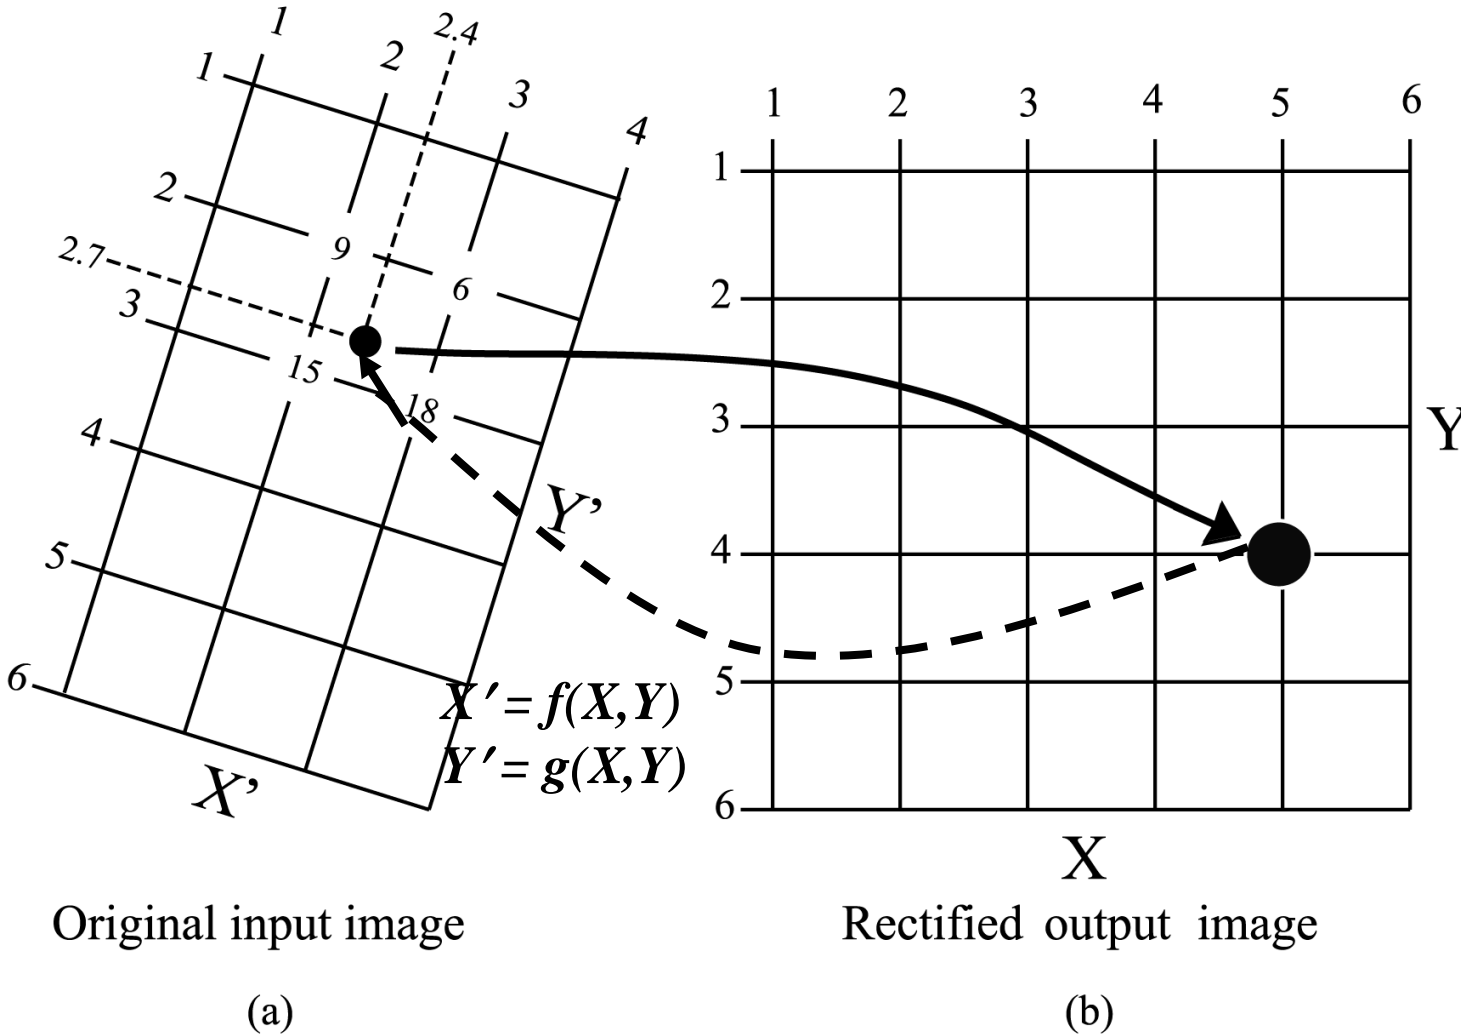 1
2
2.4
3
4
1
2
2.7
3
4
5
6
9
6
15
18
X’
Y’
X′= f(X,Y)
Y′= g(X,Y)
1 2 3 4 5 6
1
2
3
4
5
6
Y
X
Original input image
Rectified output image
(a)
(b)